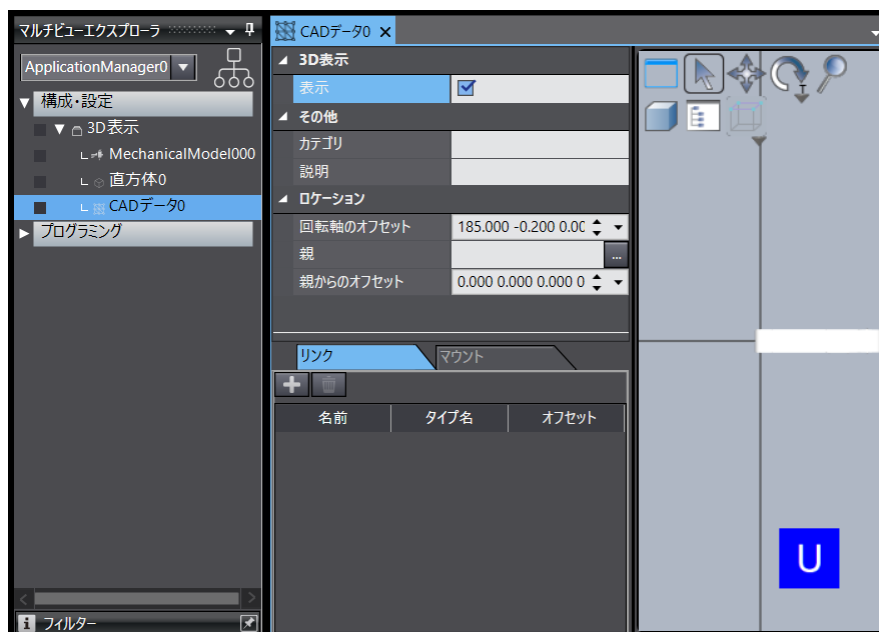 マルチビューエクスプローラ
ApplicationManager0
構成・設定
3D表示
MechanicalModel000
直方体0
CADデータ0
プログラミング
フィルター
CADデータ0
3D表示
表示
その他
カテゴリ
説明
ロケーション
回転軸のオフセット 185.000 -0.200 0.00
親 ...
親からのオフセット 0.000 0.000 0.000 0
リンク マウント
名前 タイプ名 オフセット
T
U